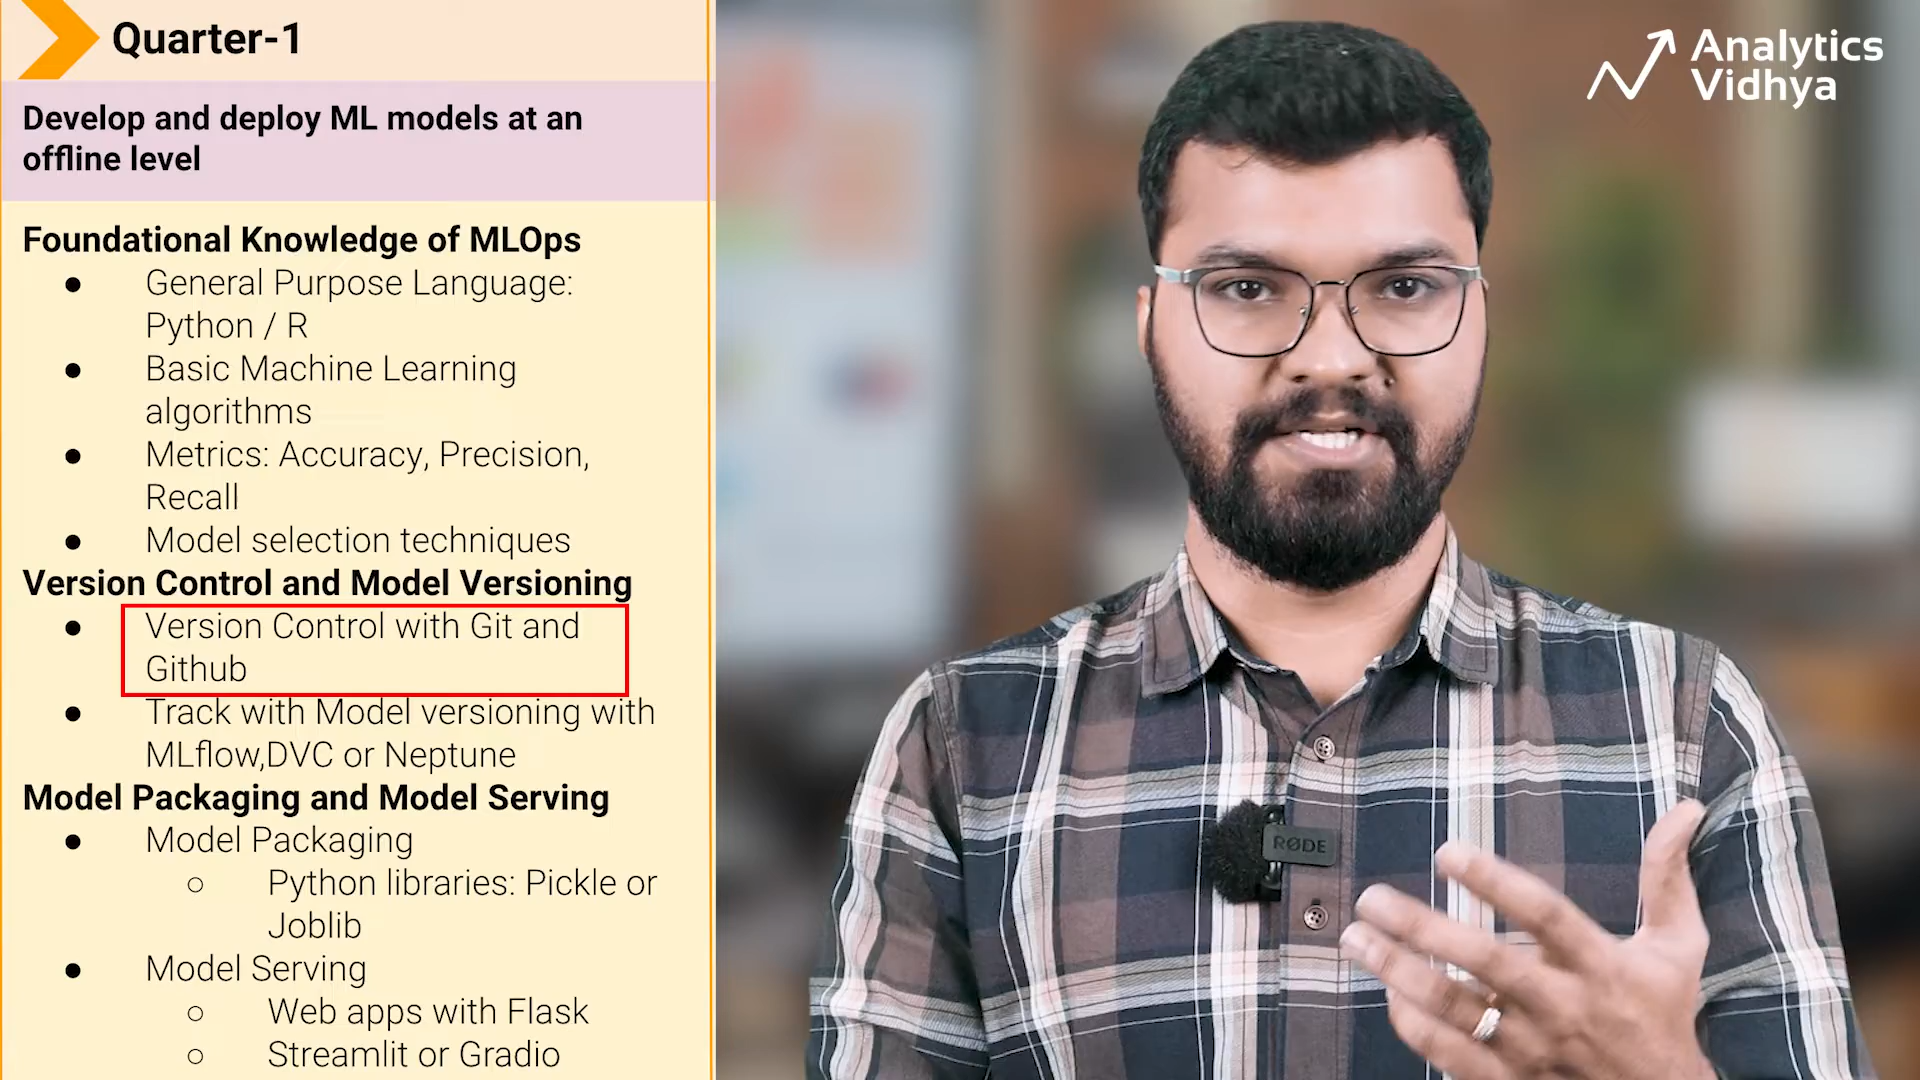 Quarter-1
Develop and deploy ML models at an
offline level
Foundational Knowledge of MLOps
● General Purpose Language:
Python / R
● Basic Machine Learning
algorithms
● Metrics: Accuracy, Precision,
Recall
● Model selection techniques
Version Control and Model Versioning
● Version Control with Git and
Github
● Track with Model versioning with
MLflow,DVC or Neptune
Model Packaging and Model Serving
● Model Packaging
○ Python libraries: Pickle or
Joblib
● Model Serving
○ Web apps with Flask
○ Streamlit or Gradio
Analytics
Vidhya
RØDE